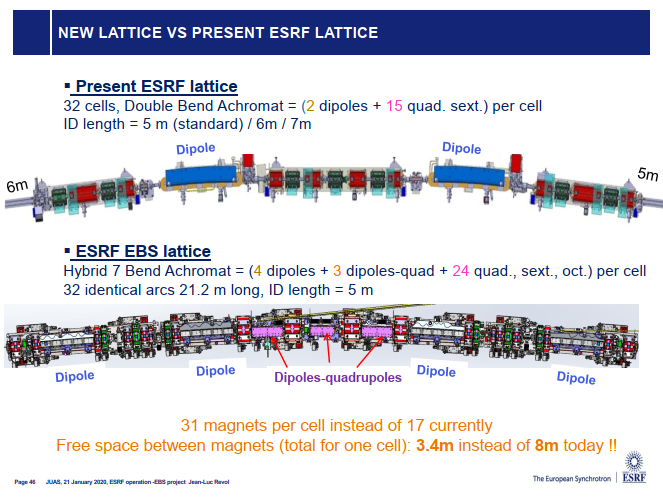 NEW LATTICE VS PRESENT ESRF LATTICE
▪ Present ESRF lattice
32 cells, Double Bend Achromat = (2 dipoles + 15 quad. sext.) per cell
ID length = 5 m (standard) / 6m / 7m
Dipole
Dipole
6m
5m
▪ ESRF EBS lattice
Hybrid 7 Bend Achromat = (4 dipoles + 3 dipoles-quad + 24 quad., sext., oct.) per cell
32 identical arcs 21.2 m long, ID length = 5 m
Dipole
Dipole
Dipoles-quadrupoles
Dipole
Dipole
31 magnets per cell instead of 17 currently
Free space between magnets (total for one cell): 3.4m instead of 8m today !!
Page 46 JUAS, 21 January 2020, ESRF operation -EBS project Jean-Luc Revol
The European Synchrotron
ESRF